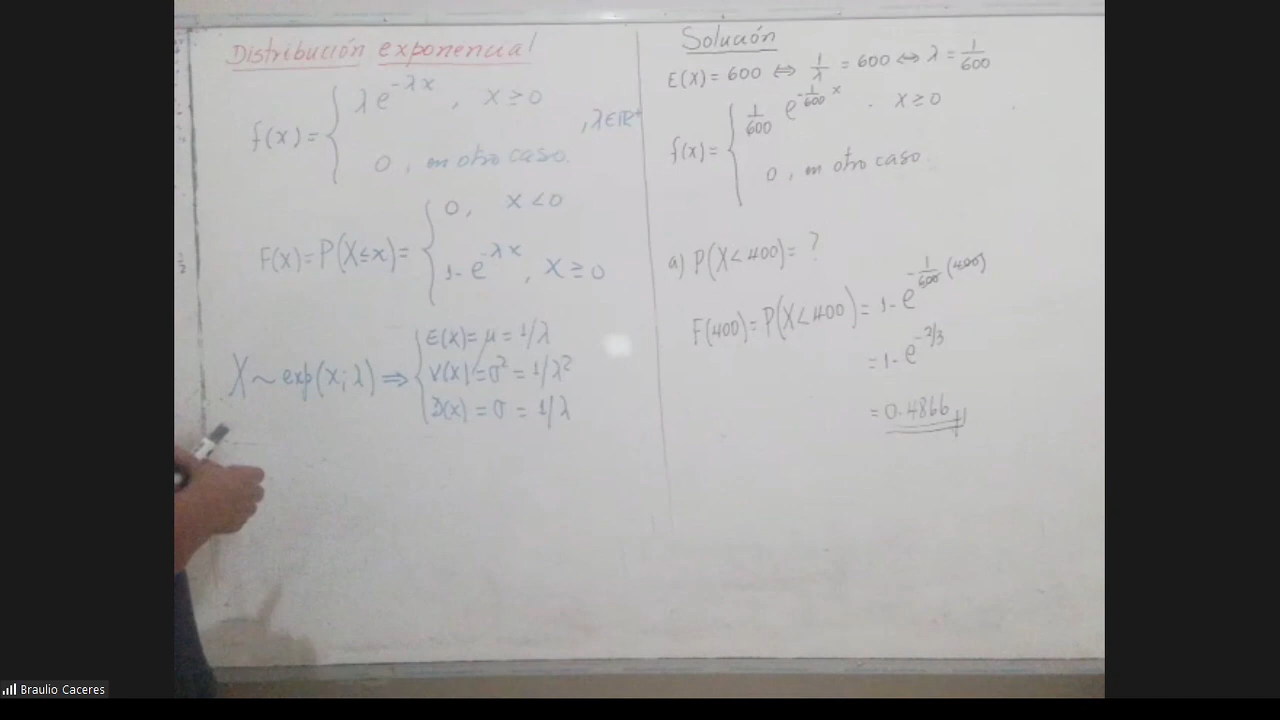 Distribución exponencial
f(x)= { λe^{-λx}, x≥0
0, en otro caso. , λ∈ℝ⁺
F(x)=P(X≤x)= { 0, x<0
1-e^{-λx}, x≥0
X~exp(x;λ) ⇒ { E(x)=μ=1/λ
V(x)=σ²=1/λ²
D(x)=σ=1/λ
Solución
E(X)=600 ⇔ 1/λ=600 ⇔ λ=1/600
f(x)= { 1/600 e^{-1/600 x}, x≥0
0, en otro caso
a) P(X<400)=?
F(400)=P(X<400)=1-e^{-1/600(400)}
=1-e^{-2/3}
=0.4866
Braulio Caceres